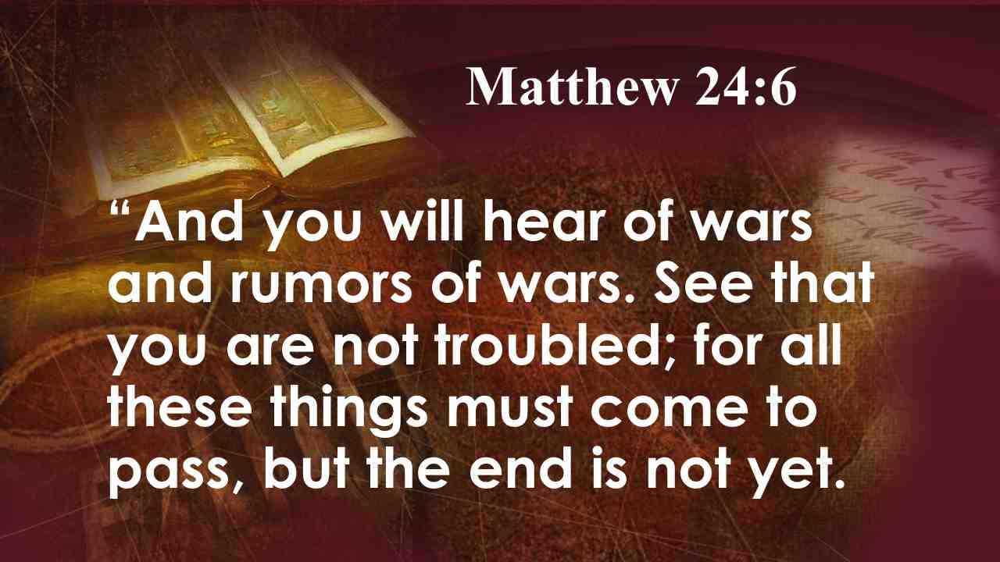 Matthew 24:6
“And you will hear of wars
and rumors of wars. See that
you are not troubled; for all
these things must come to
pass, but the end is not yet.